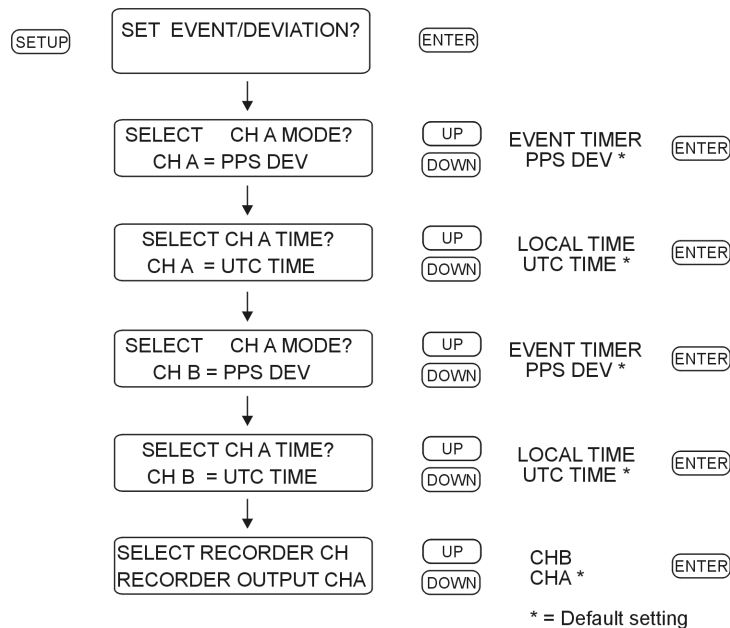 SETUP
SET EVENT/DEVIATION?
ENTER
SELECT CH A MODE?
CH A = PPS DEV
UP
DOWN
EVENT TIMER
PPS DEV *
ENTER
SELECT CH A TIME?
CH A = UTC TIME
UP
DOWN
LOCAL TIME
UTC TIME *
ENTER
SELECT CH A MODE?
CH B = PPS DEV
UP
DOWN
EVENT TIMER
PPS DEV *
ENTER
SELECT CH A TIME?
CH B = UTC TIME
UP
DOWN
LOCAL TIME
UTC TIME *
ENTER
SELECT RECORDER CH
RECORDER OUTPUT CHA
UP
DOWN
CHB
CHA *
ENTER
* = Default setting